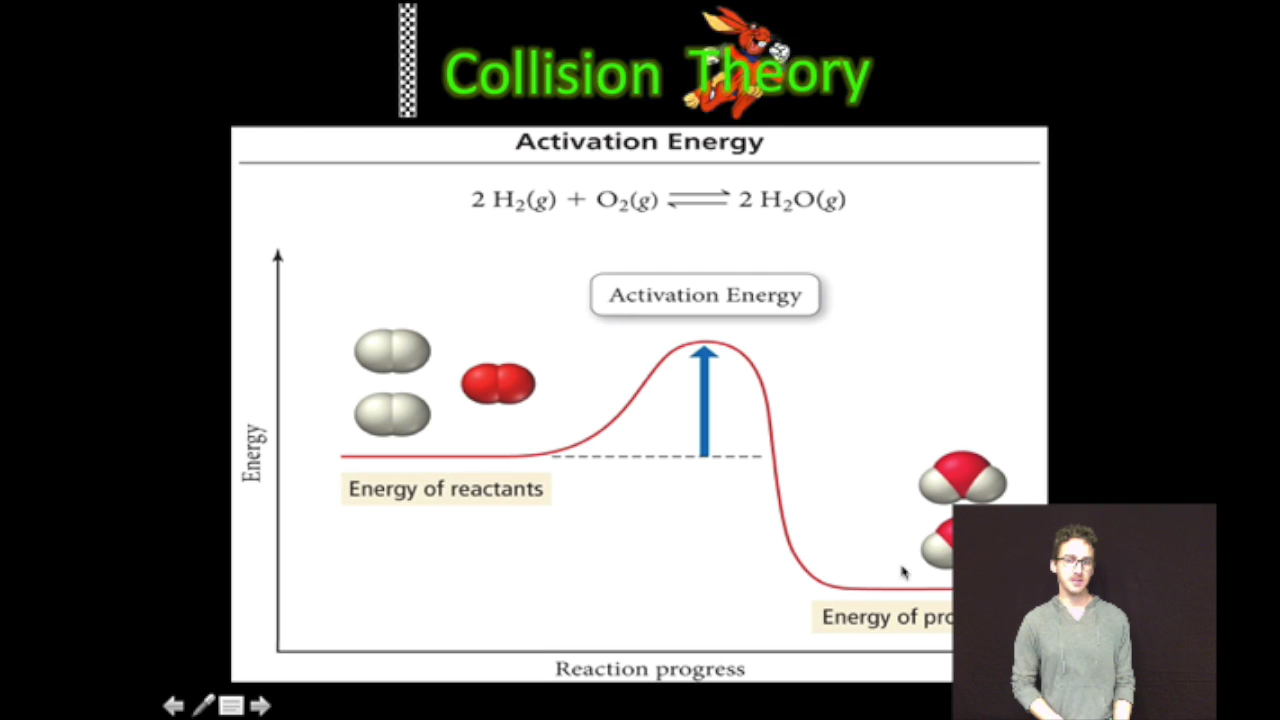 Collision Theory
Activation Energy
2 H₂(g) + O₂(g) ⇌ 2 H₂O(g)
Activation Energy
Energy
Energy of reactants
Energy of pro
Reaction progress